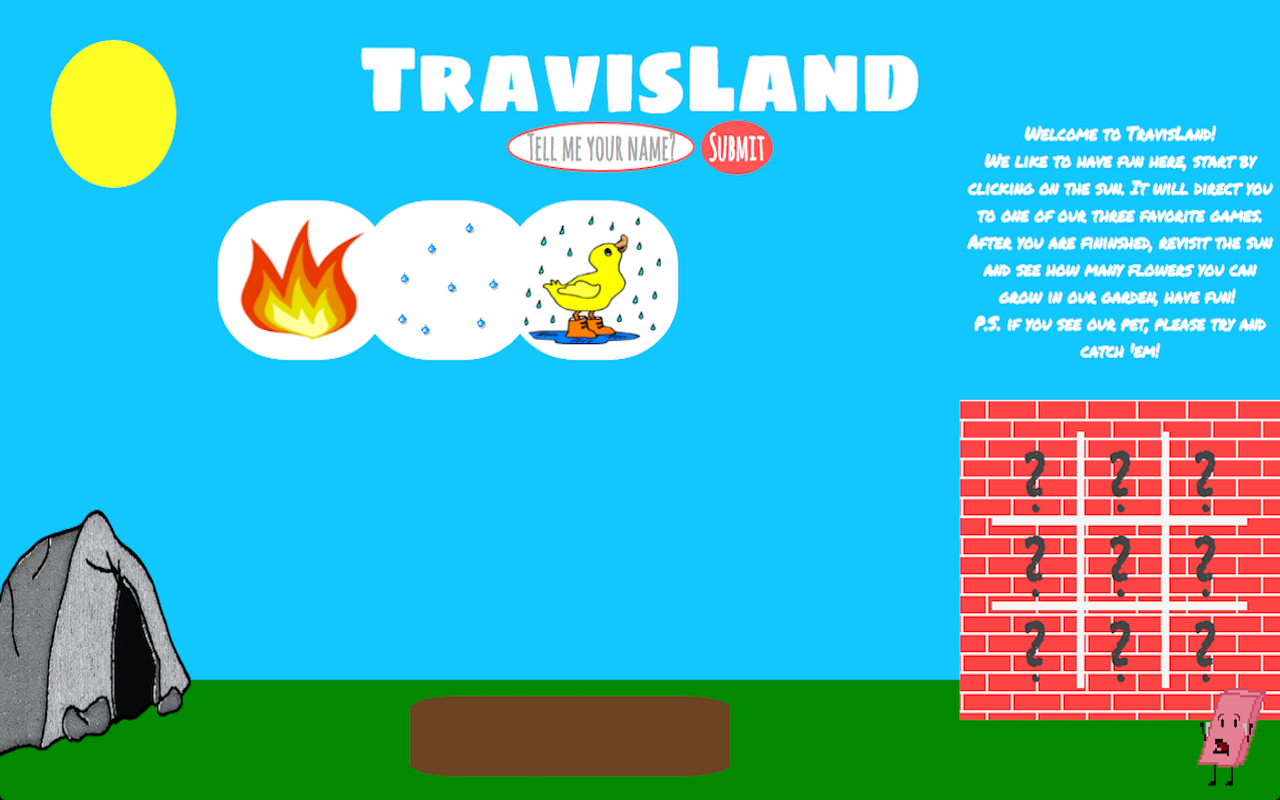 TravisLand
Tell me your name?
Submit
Welcome to TravisLand!
We like to have fun here, start by
clicking on the sun. It will direct you
to one of our three favorite games.
After you are fininshed, revisit the sun
and see how many flowers you can
grow in our garden, have fun!
P.S. if you see our pet, please try and
catch 'em!
? ? ?
? ? ?
? ? ?